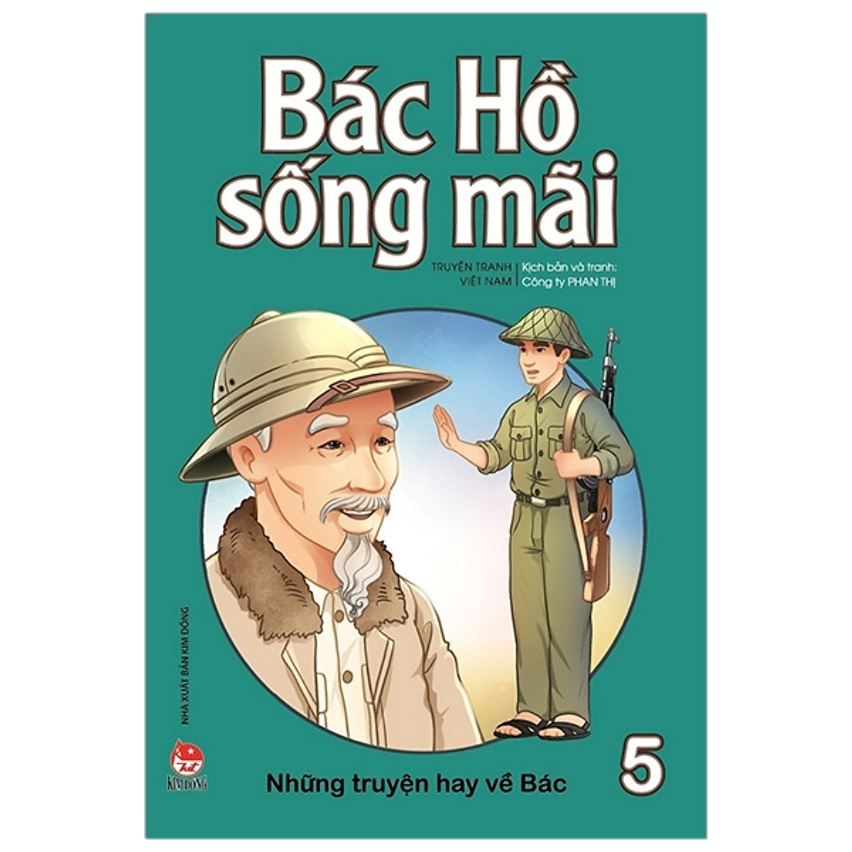 Bác Hồ
sống mãi
TRUYỆN TRANH
VIỆT NAM
Kịch bản và tranh:
Công ty PHAN THỊ
NHÀ XUẤT BẢN KIM ĐỒNG
KIM ĐỒNG
Những truyện hay về Bác
5